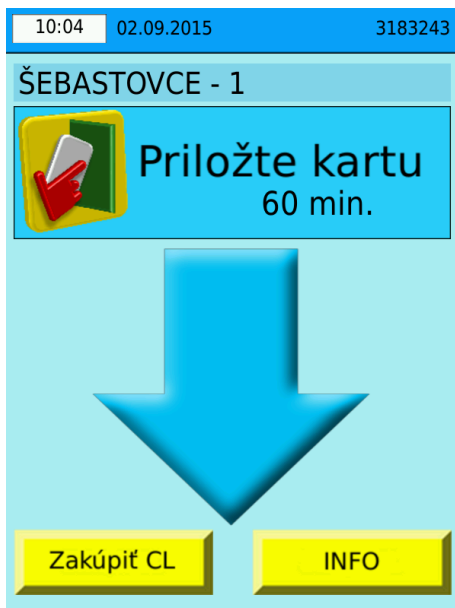 10:04 02.09.2015 3183243
ŠEBASTOVCE - 1
Priložte kartu
60 min.
Zakúpiť CL INFO